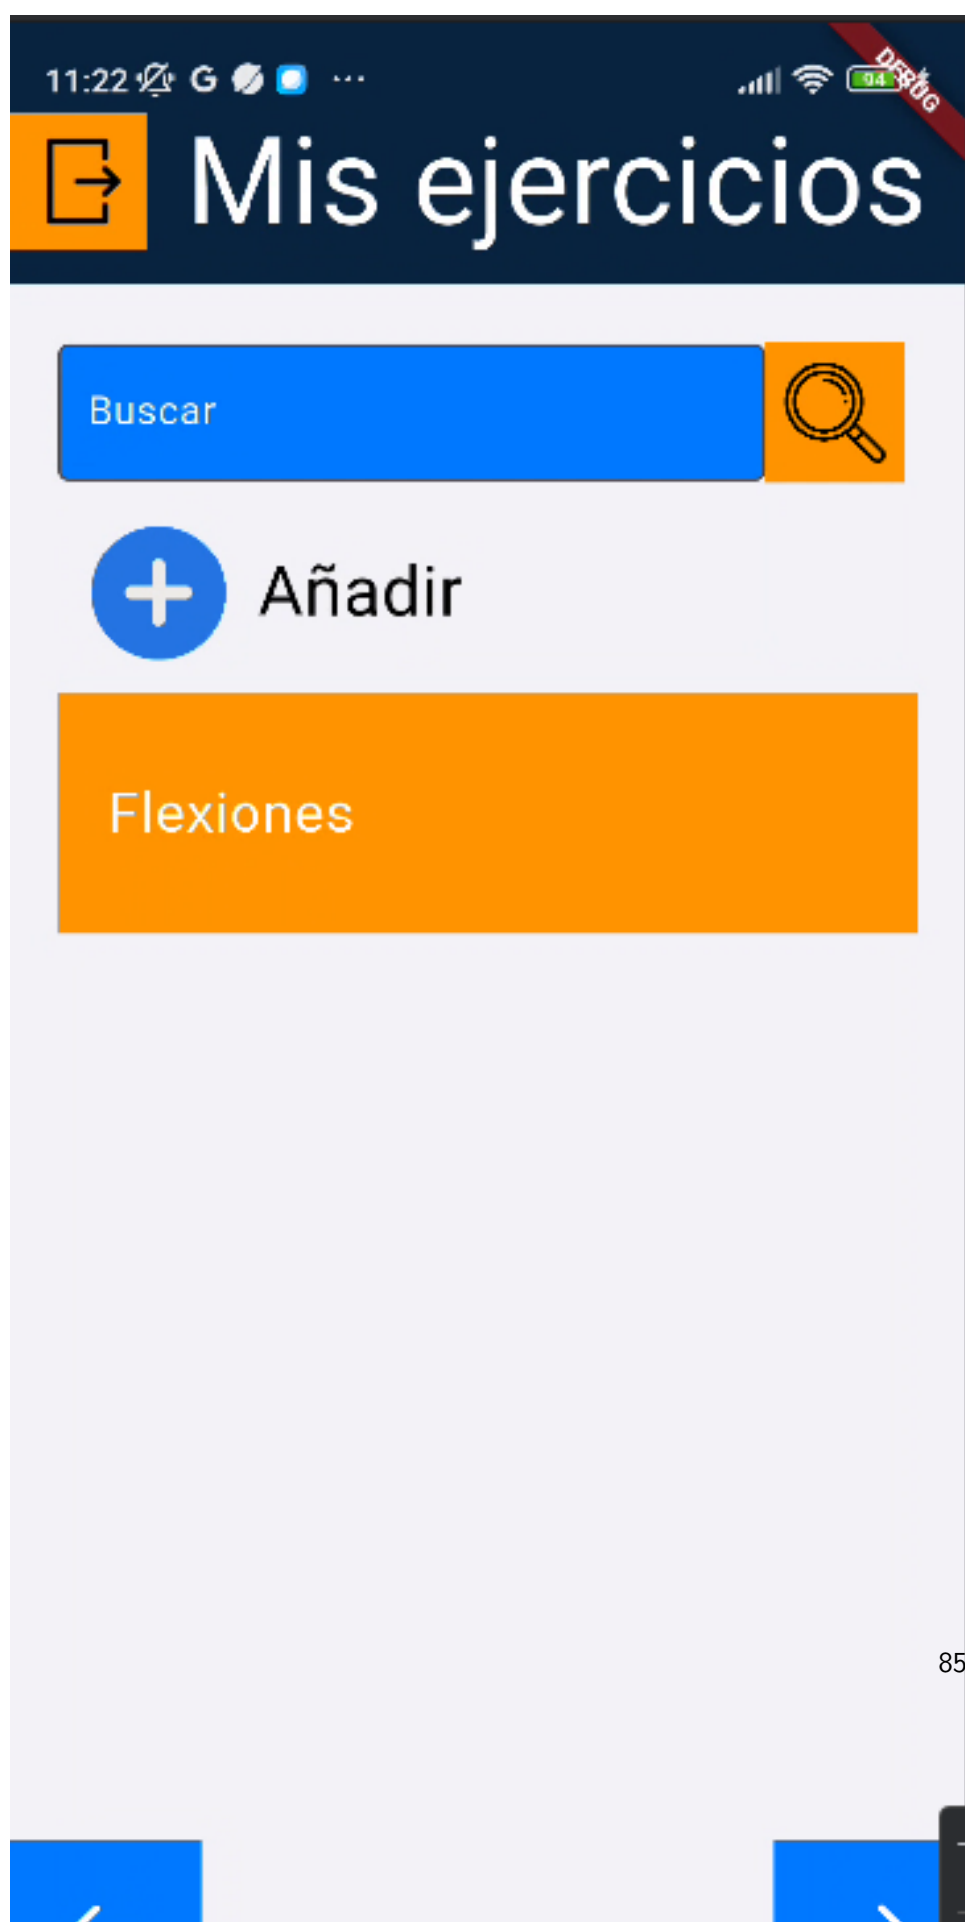 11:22 G ... 94 DEBUG
Mis ejercicios
Buscar
Añadir
Flexiones
85